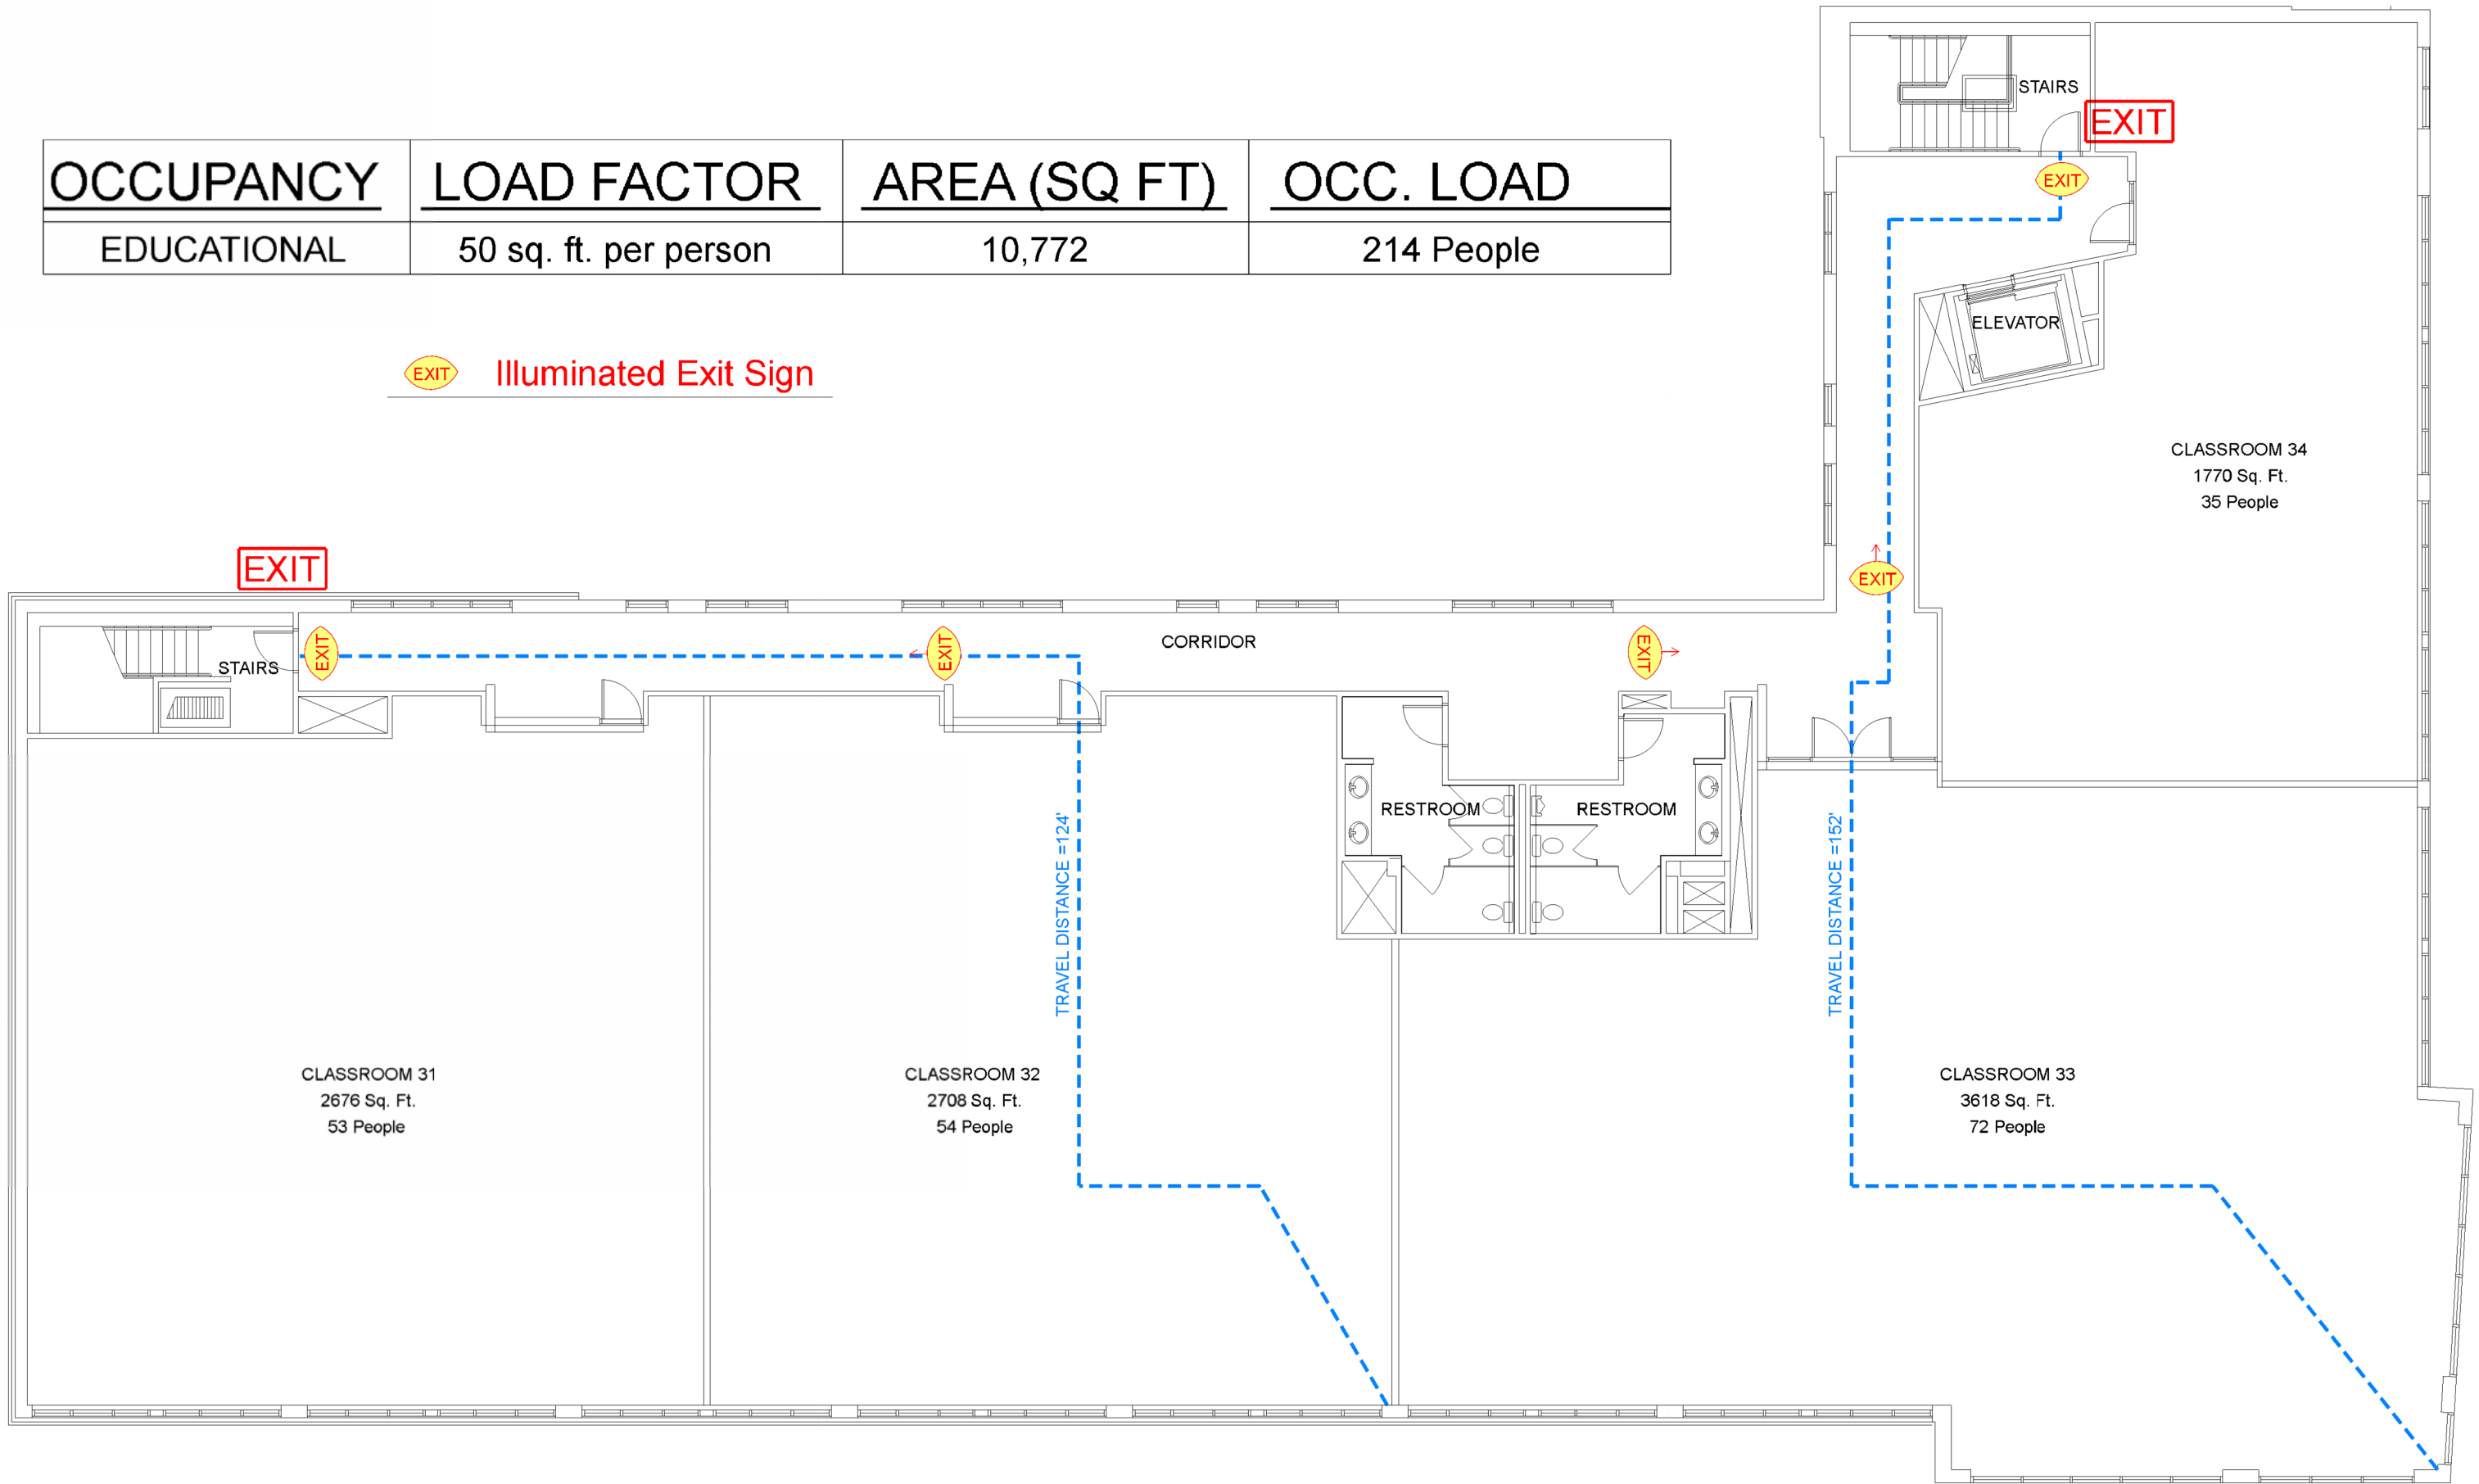 OCCUPANCY LOAD FACTOR AREA (SQ FT) OCC. LOAD
EDUCATIONAL 50 sq. ft. per person 10,772 214 People
EXIT Illuminated Exit Sign
STAIRS
EXIT
EXIT
ELEVATOR
CLASSROOM 34
1770 Sq. Ft.
35 People
EXIT
EXIT
STAIRS
EXIT
EXIT
CORRIDOR
EXIT
RESTROOM
RESTROOM
TRAVEL DISTANCE =124'
TRAVEL DISTANCE =152'
CLASSROOM 31
2676 Sq. Ft.
53 People
CLASSROOM 32
2708 Sq. Ft.
54 People
CLASSROOM 33
3618 Sq. Ft.
72 People